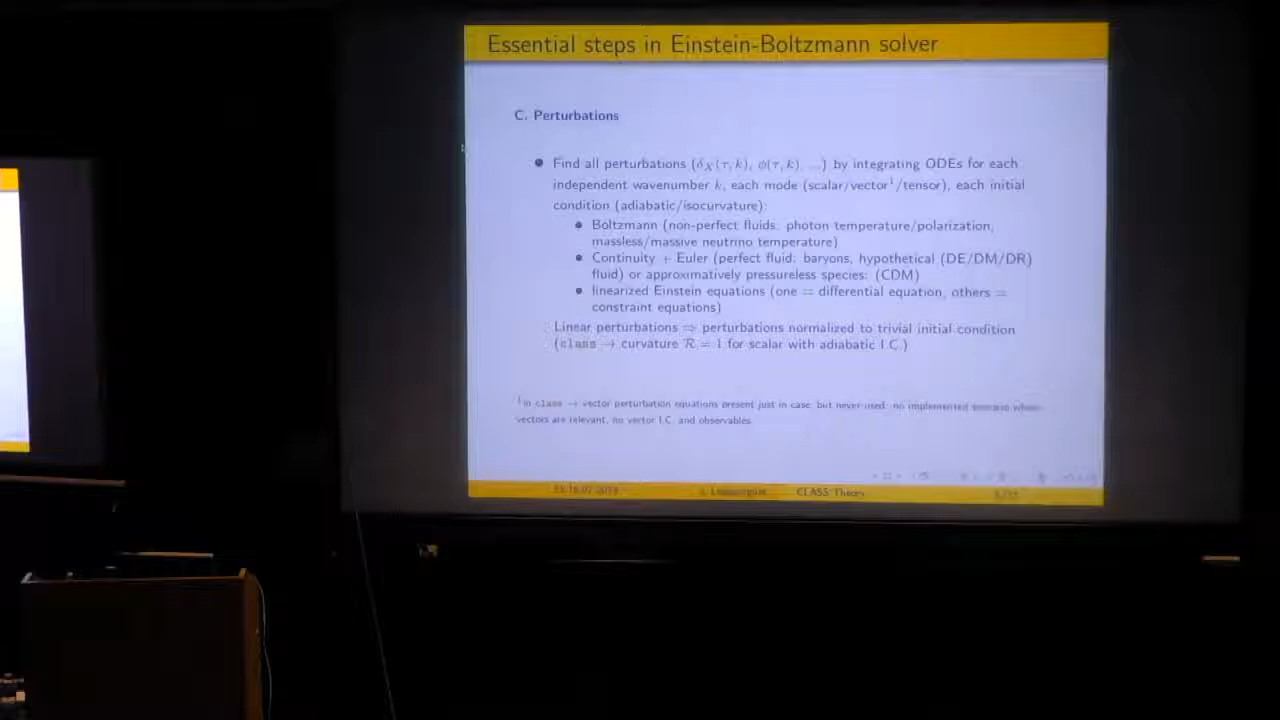 Essential steps in Einstein-Boltzmann solver
C. Perturbations
● Find all perturbations (δ_X(τ, k), φ(τ, k), ...) by integrating ODEs for each
independent wavenumber k, each mode (scalar/vector¹/tensor), each initial
condition (adiabatic/isocurvature):
● Boltzmann (non-perfect fluids: photon temperature/polarization,
massless/massive neutrino temperature)
● Continuity + Euler (perfect fluid: baryons, hypothetical (DE/DM/DR)
fluid) or approximatively pressureless species: (CDM)
● linearized Einstein equations (one = differential equation, others =
constraint equations)
Linear perturbations ⇒ perturbations normalized to trivial initial condition
(class → curvature R = 1 for scalar with adiabatic I.C.)
¹In class → vector perturbation equations present just in case, but never used: no implemented scenario where
vectors are relevant, no vector I.C. and observables
CLASS Theory